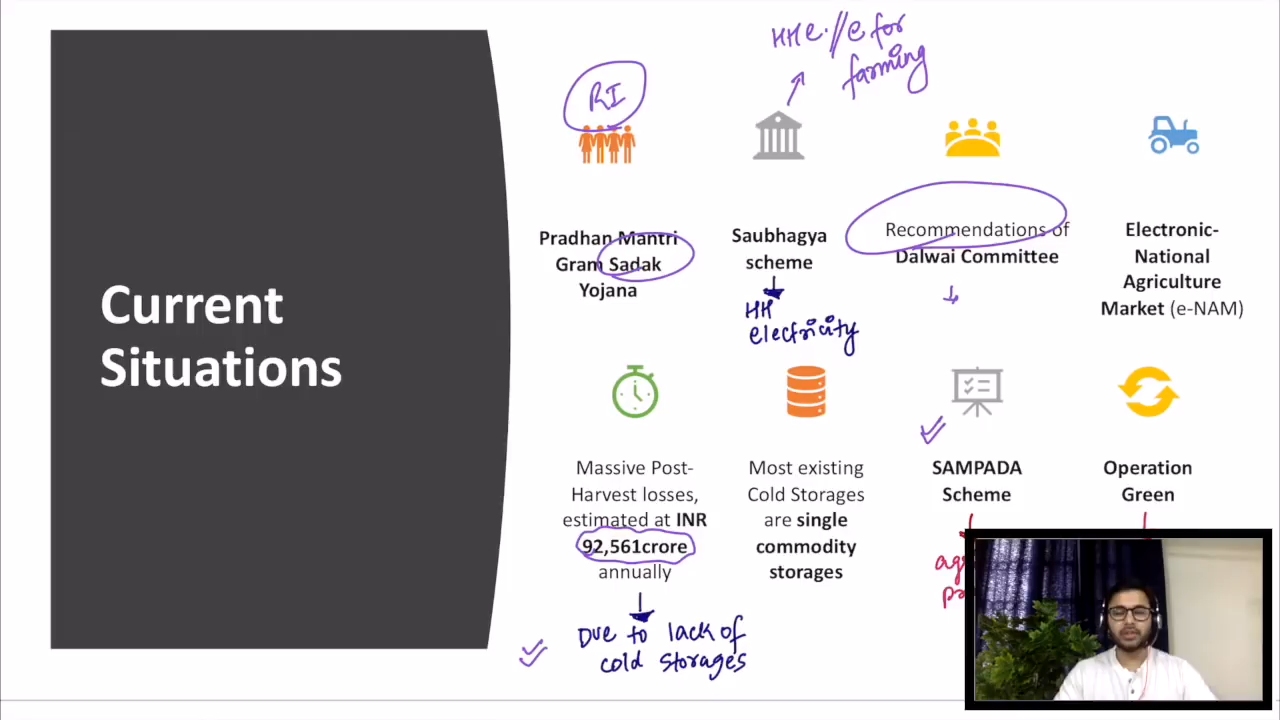 HHe. // e for
farming
RI
Current
Situations
Pradhan Mantri
Gram Sadak
Yojana
Saubhagya
scheme
HH
electricity
Recommendations of
Dalwai Committee
Electronic-
National
Agriculture
Market (e-NAM)
Massive Post-
Harvest losses,
estimated at INR
92,561crore
annually
Due to lack of
cold storages
Most existing
Cold Storages
are single
commodity
storages
SAMPADA
Scheme
Operation
Green